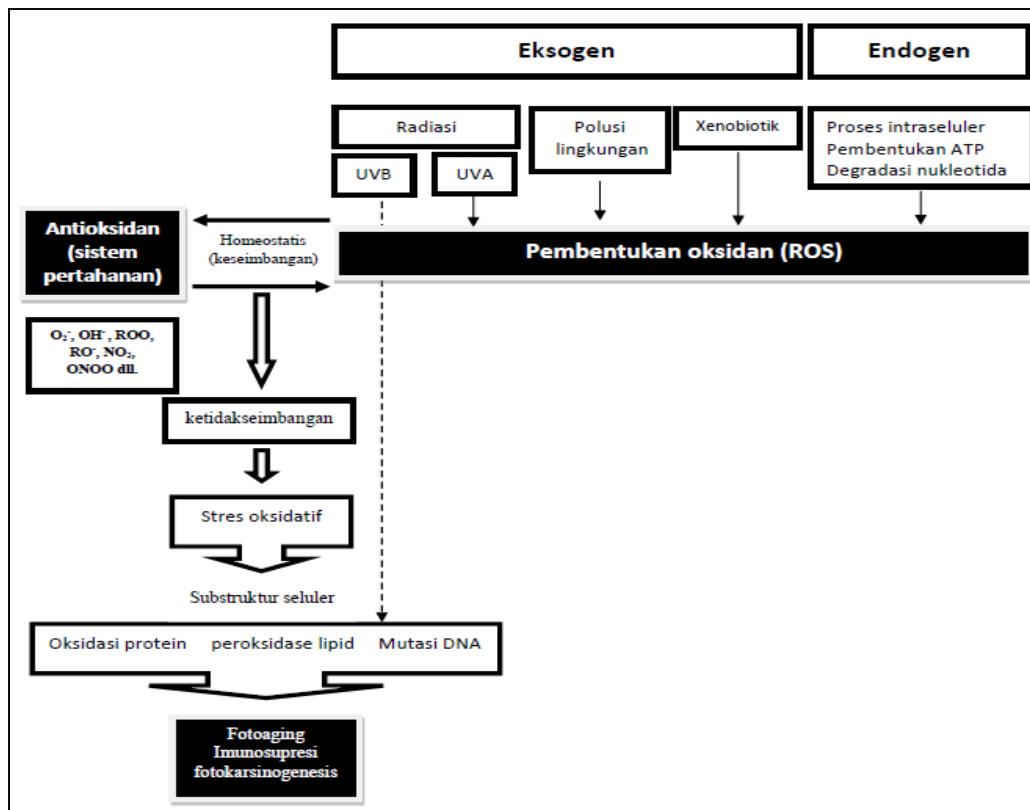 Eksogen
Endogen
Radiasi
UVB
UVA
Polusi
lingkungan
Xenobiotik
Proses intraseluler
Pembentukan ATP
Degradasi nukleotida
Antioksidan
(sistem
pertahanan)
Homeostatis
(keseimbangan)
Pembentukan oksidan (ROS)
O₂⁻, OH⁻, ROO,
RO⁻, NO₂,
ONOO dll.
ketidakseimbangan
Stres oksidatif
Substruktur seluler
Oksidasi protein peroksidase lipid Mutasi DNA
Fotoaging
Imunosupresi
fotokarsinogenesis